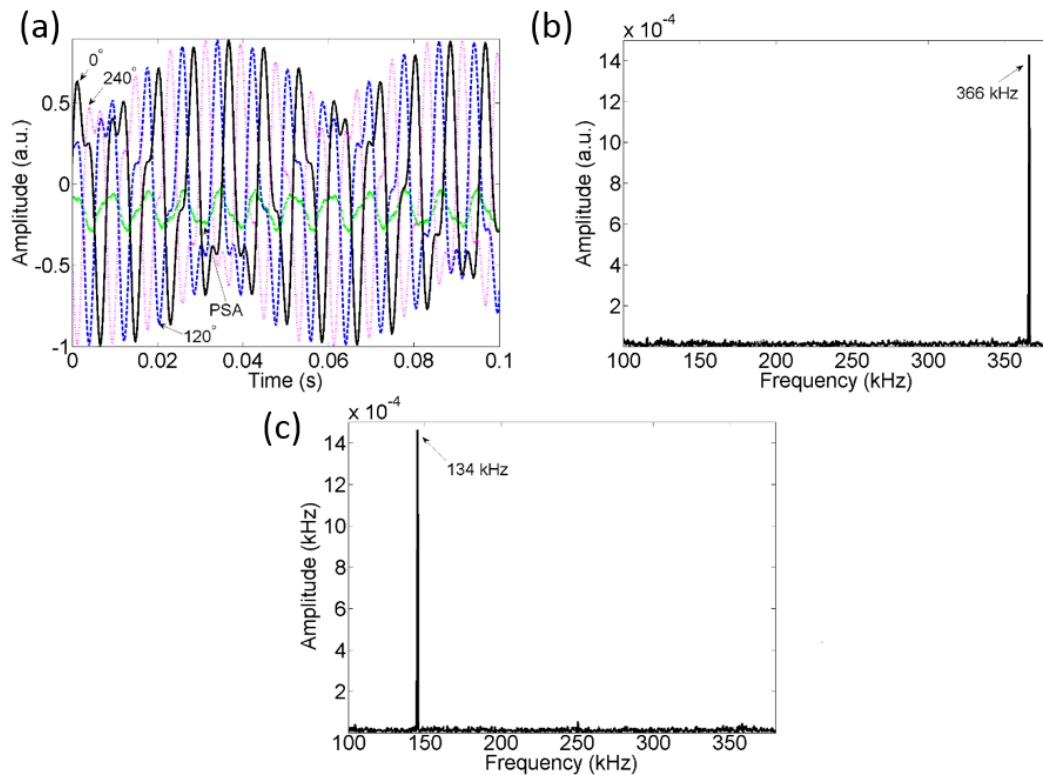 (a)
0°
240°
0.5
0
-0.5
-1
Amplitude (a.u.)
PSA
120°
0
0.02
0.04
0.06
0.08
0.1
Time (s)
(b)
x 10-4
14
12
10
8
6
4
2
Amplitude (a.u.)
366 kHz
100
150
200
250
300
350
Frequency (kHz)
(c)
x 10-4
14
12
10
8
6
4
2
Amplitude (kHz)
134 kHz
100
150
200
250
300
350
Frequency (kHz)